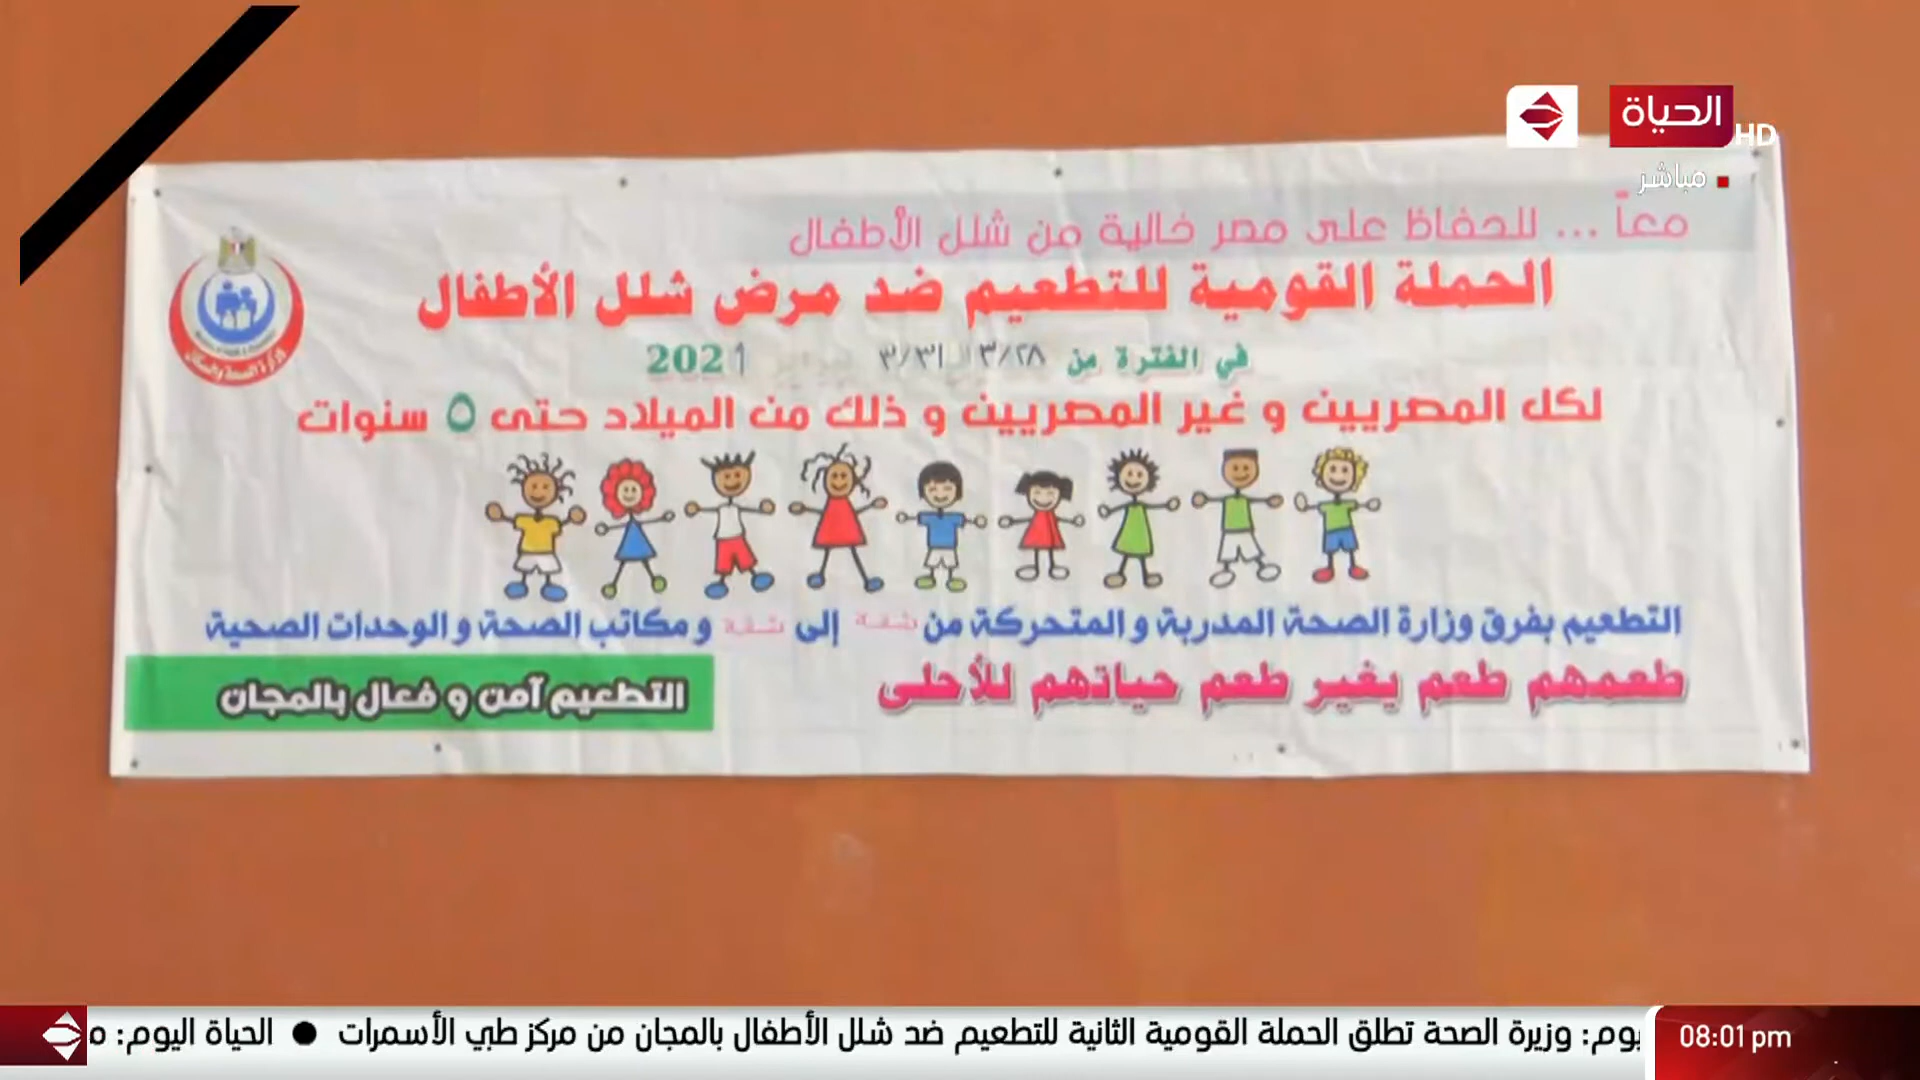 الحياة
HD
مباشر
معاً ... للحفاظ على مصر خالية من شلل الأطفال
الحملة القومية للتطعيم ضد مرض شلل الأطفال
في الفترة من ٣/٢٨ ٣/٣١ 2021
لكل المصريين و غير المصريين و ذلك من الميلاد حتى ٥ سنوات
التطعيم بفرق وزارة الصحة المدربة و المتحركة من شقة إلى شقة و مكاتب الصحة و الوحدات الصحية
طعمهم طعم يغير طعم حياتهم للأحلى
التطعيم آمن و فعال بالمجان
يوم: وزيرة الصحة تطلق الحملة القومية الثانية للتطعيم ضد شلل الأطفال بالمجان من مركز طبي الأسمرات ● الحياة اليوم: م
08:01 pm